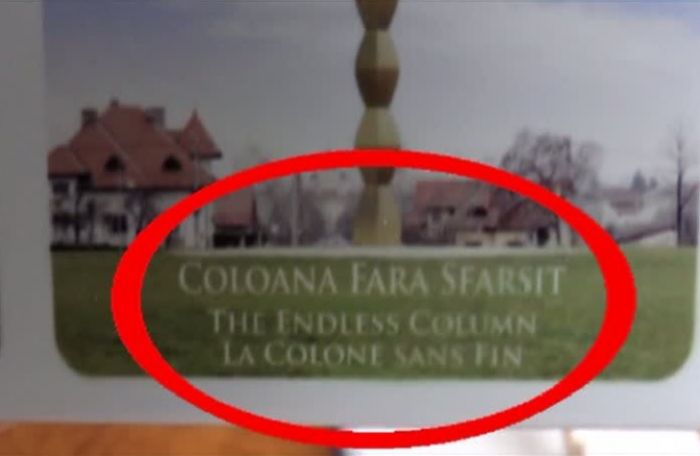 COLOANA FARA SFARSIT
THE ENDLESS COLUMN
LA COLONE SANS FIN